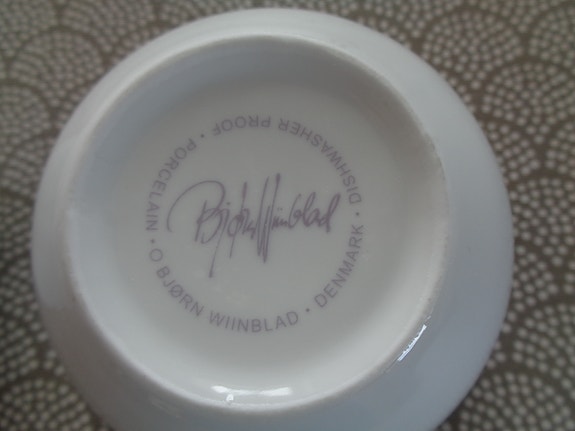 Bjørn Wiinblad
O BJØRN WIINBLAD • DENMARK • DISHWASHER PROOF • PORCELAIN •